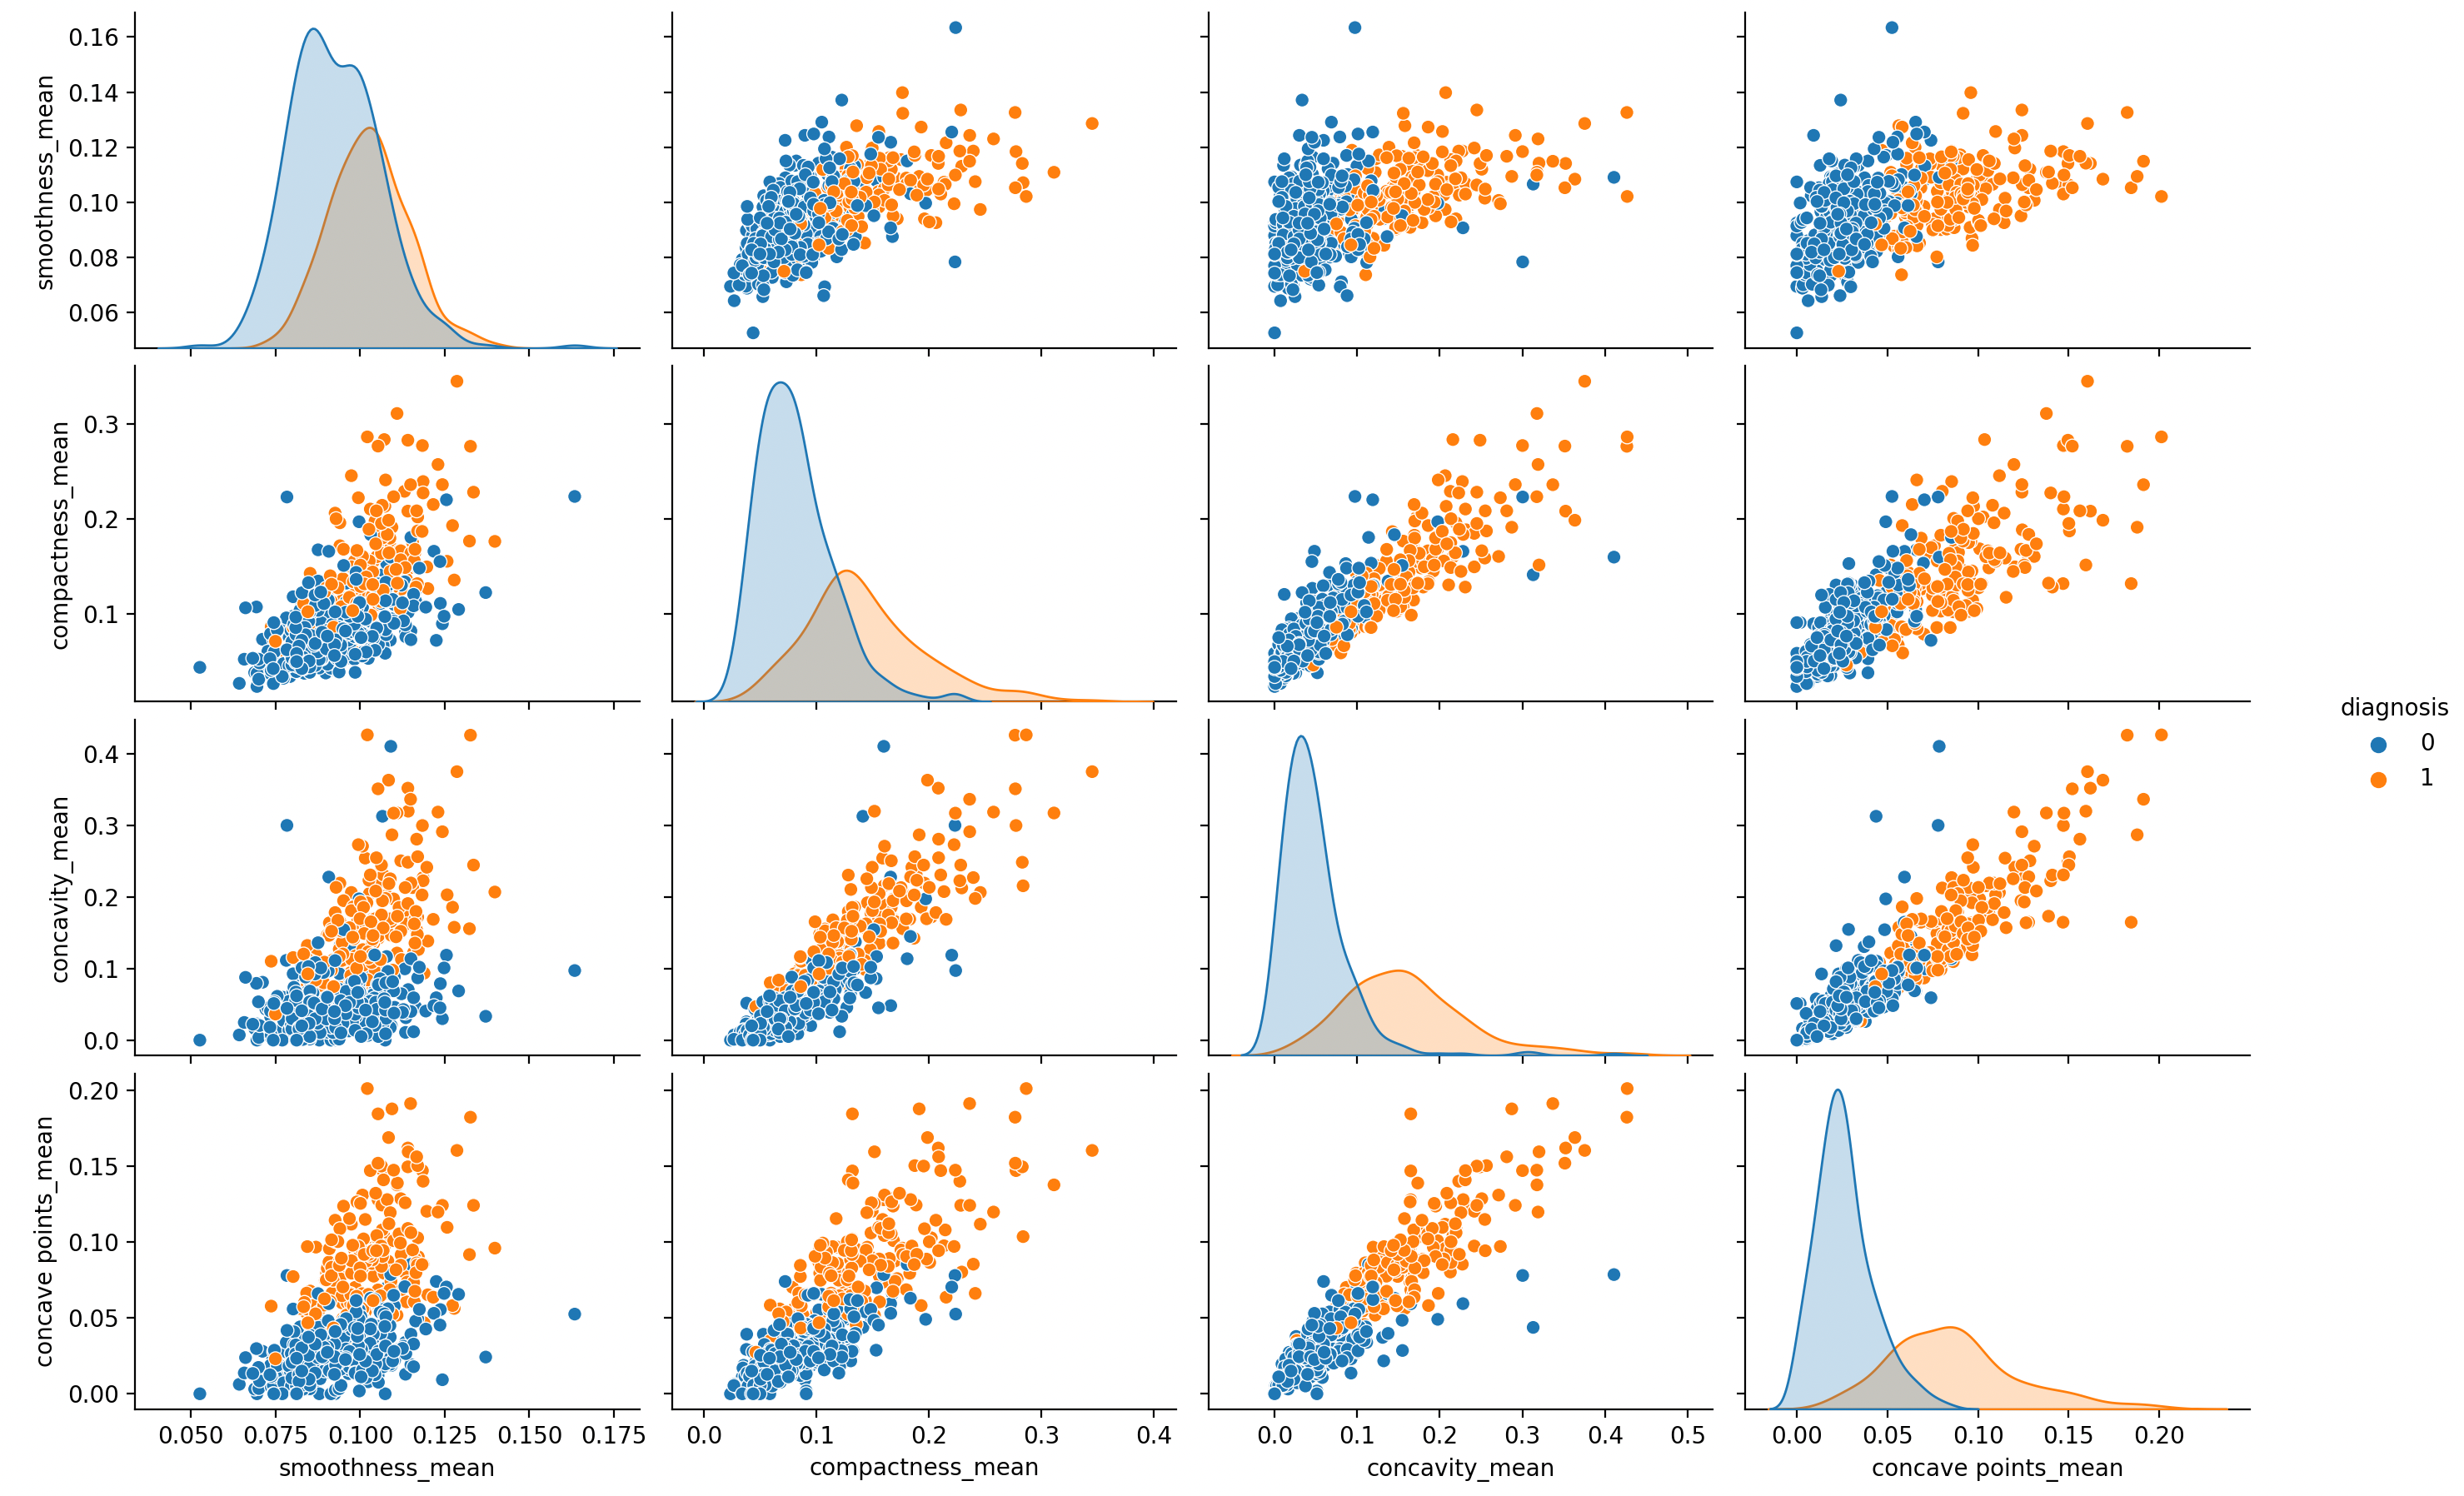 smoothness_mean
0.16
0.14
0.12
0.10
0.08
0.06
compactness_mean
0.3
0.2
0.1
concavity_mean
0.4
0.3
0.2
0.1
0.0
concave points_mean
0.20
0.15
0.10
0.05
0.00
0.050 0.075 0.100 0.125 0.150 0.175
smoothness_mean
0.0 0.1 0.2 0.3 0.4
compactness_mean
0.0 0.1 0.2 0.3 0.4 0.5
concavity_mean
0.00 0.05 0.10 0.15 0.20
concave points_mean
diagnosis
0
1